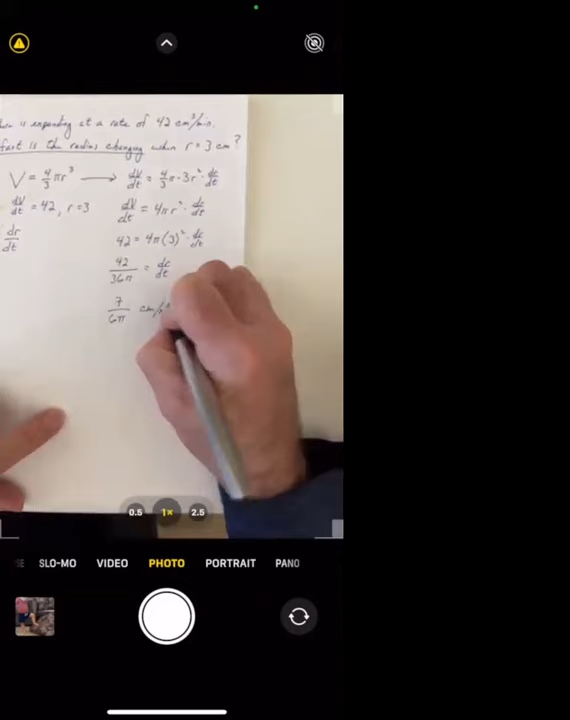 is expanding at a rate of 42 cm³/min.
fast is the radius changing when r = 3 cm?
V = 4/3 πr³ ⟶ dV/dt = 4/3 π · 3r² · dr/dt
dV/dt = 42, r = 3 dV/dt = 4πr² · dr/dt
dr/dt 42 = 4π(3)² · dr/dt
42/36π = dr/dt
7/6π cm/
0.5 1× 2.5
SLO-MO VIDEO PHOTO PORTRAIT PANO